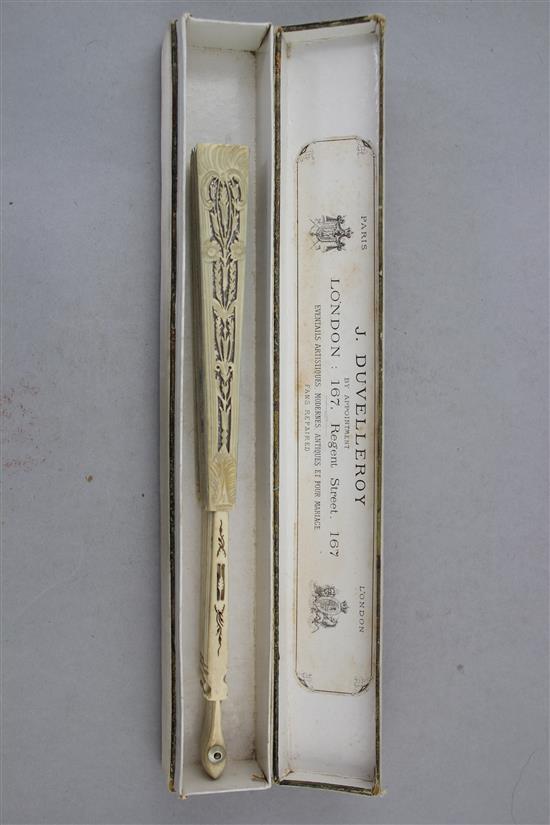 PARIS
J. DUVELLEROY
BY APPOINTMENT
LONDON : 167, Regent Street, 167
EVENTAILS ARTISTIQUES MODERNES ANTIQUES ET POUR MARIAGE
FANS REPAIRED
LONDON